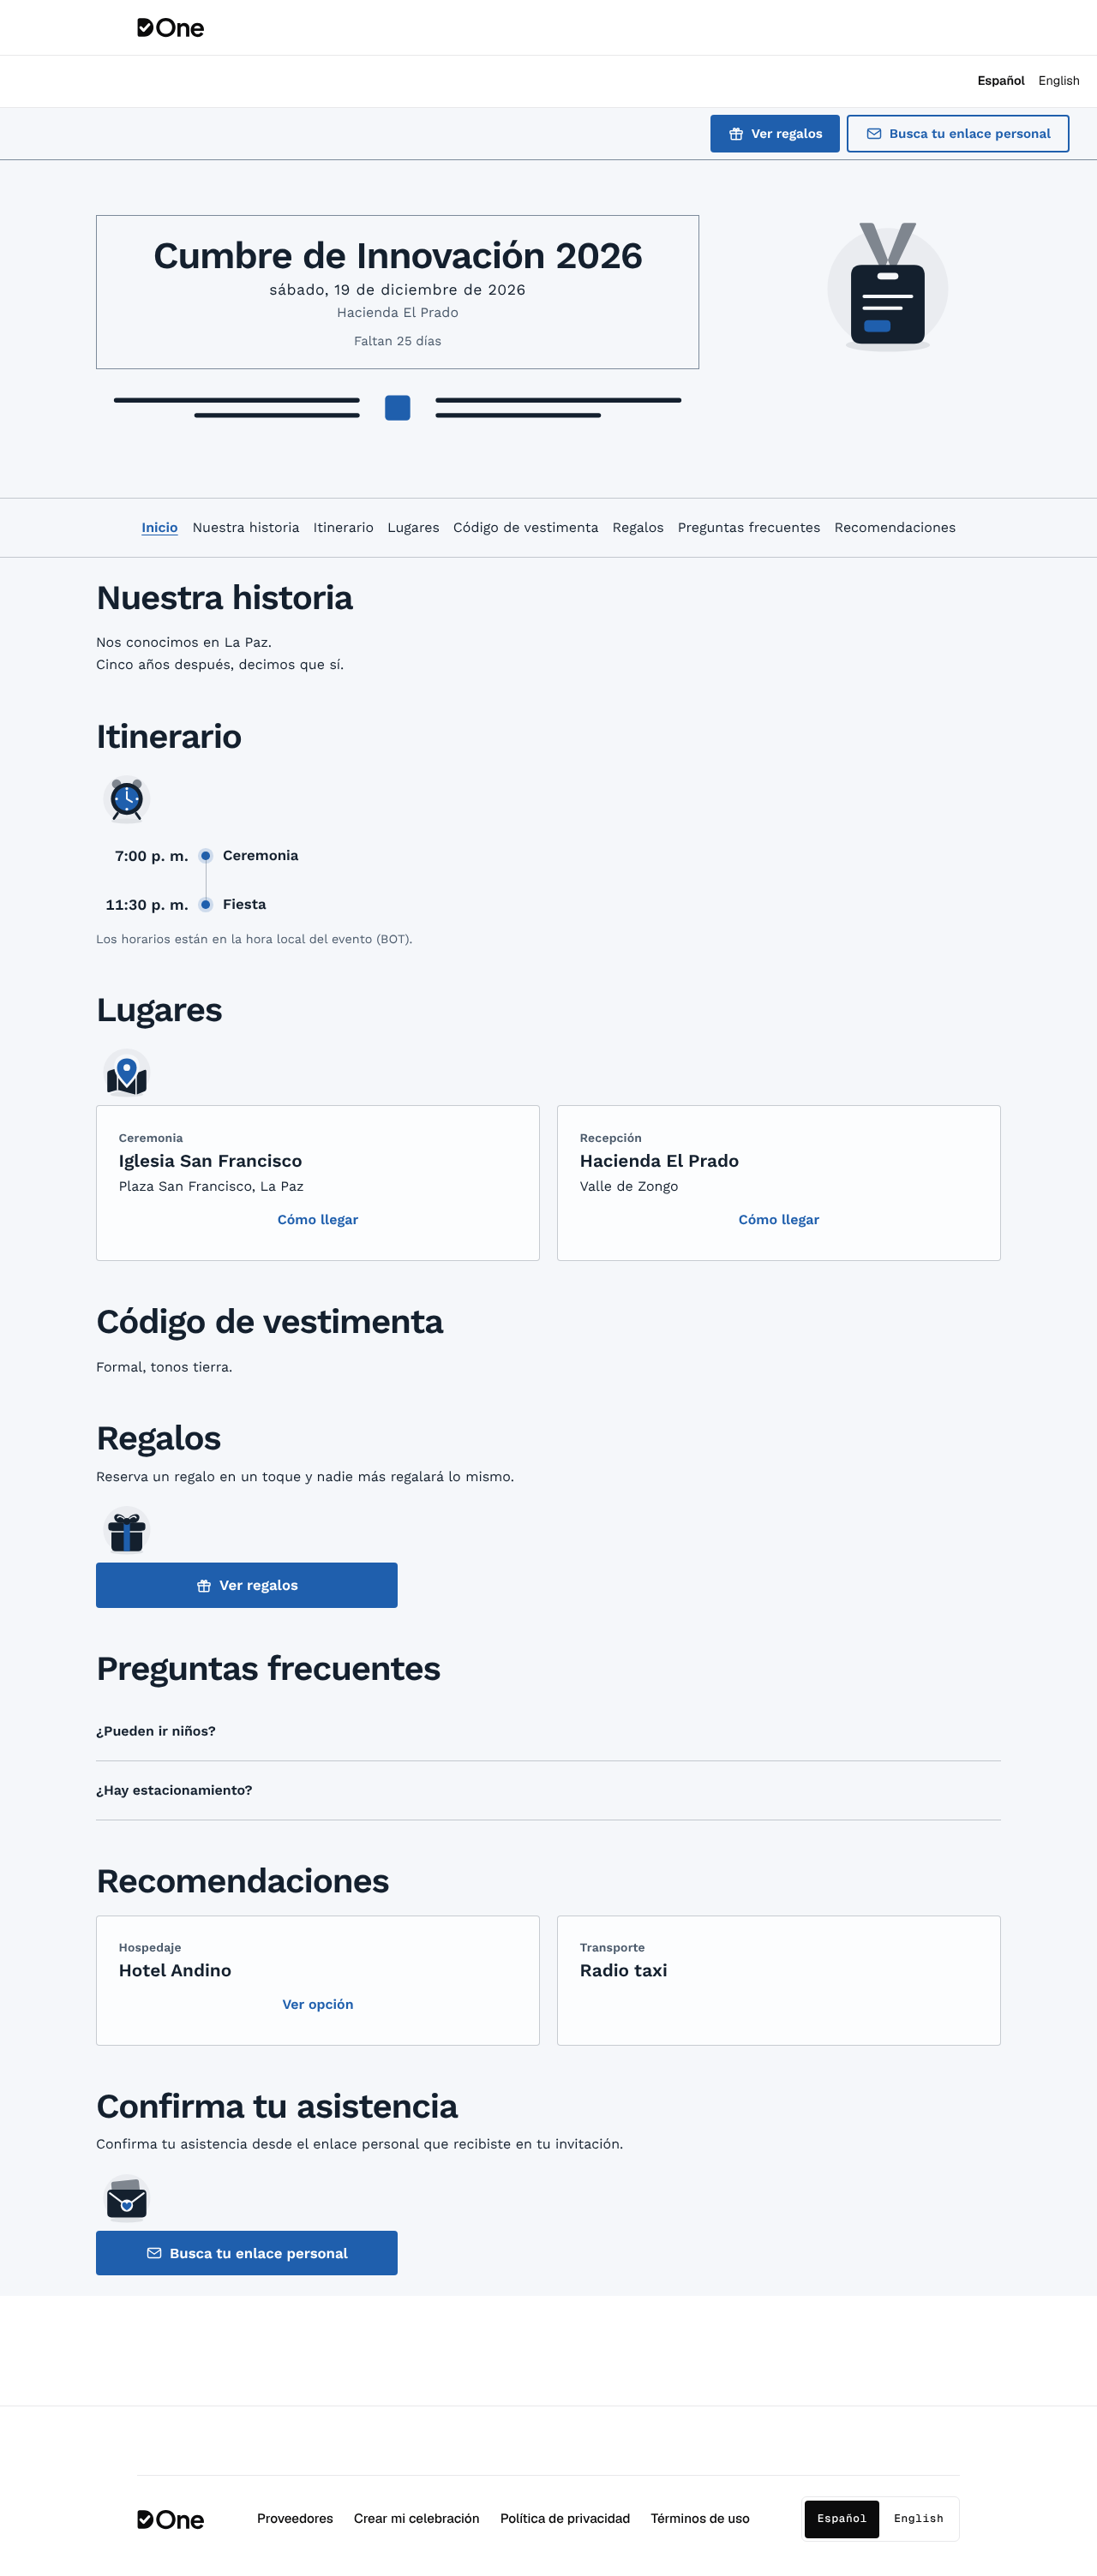 One
Español English
Ver regalos Busca tu enlace personal
Cumbre de Innovación 2026
sábado, 19 de diciembre de 2026
Hacienda El Prado
Faltan 25 días
Inicio Nuestra historia Itinerario Lugares Código de vestimenta Regalos Preguntas frecuentes Recomendaciones
Nuestra historia
Nos conocimos en La Paz.
Cinco años después, decimos que sí.
Itinerario
7:00 p. m. Ceremonia
11:30 p. m. Fiesta
Los horarios están en la hora local del evento (BOT).
Lugares
Ceremonia
Iglesia San Francisco
Plaza San Francisco, La Paz
Cómo llegar
Recepción
Hacienda El Prado
Valle de Zongo
Cómo llegar
Código de vestimenta
Formal, tonos tierra.
Regalos
Reserva un regalo en un toque y nadie más regalará lo mismo.
Ver regalos
Preguntas frecuentes
¿Pueden ir niños?
¿Hay estacionamiento?
Recomendaciones
Hospedaje
Hotel Andino
Ver opción
Transporte
Radio taxi
Confirma tu asistencia
Confirma tu asistencia desde el enlace personal que recibiste en tu invitación.
Busca tu enlace personal
One
Proveedores Crear mi celebración Política de privacidad Términos de uso Español English